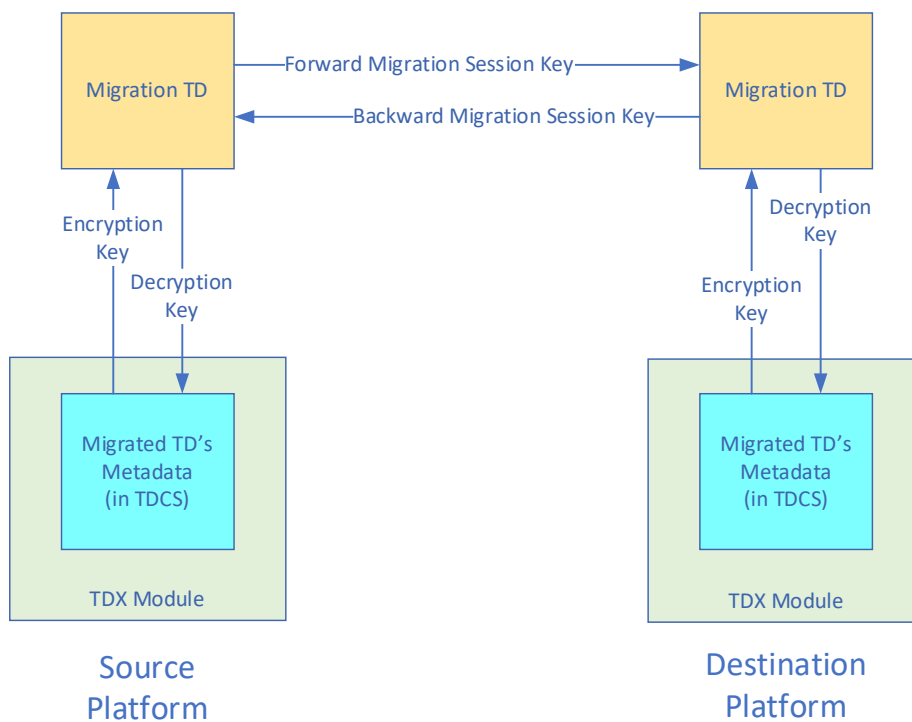 Migration TD
Forward Migration Session Key
Backward Migration Session Key
Migration TD
Encryption
Key
Decryption
Key
Decryption
Key
Encryption
Key
Migrated TD’s
Metadata
(in TDCS)
TDX Module
Migrated TD’s
Metadata
(in TDCS)
TDX Module
Source
Platform
Destination
Platform